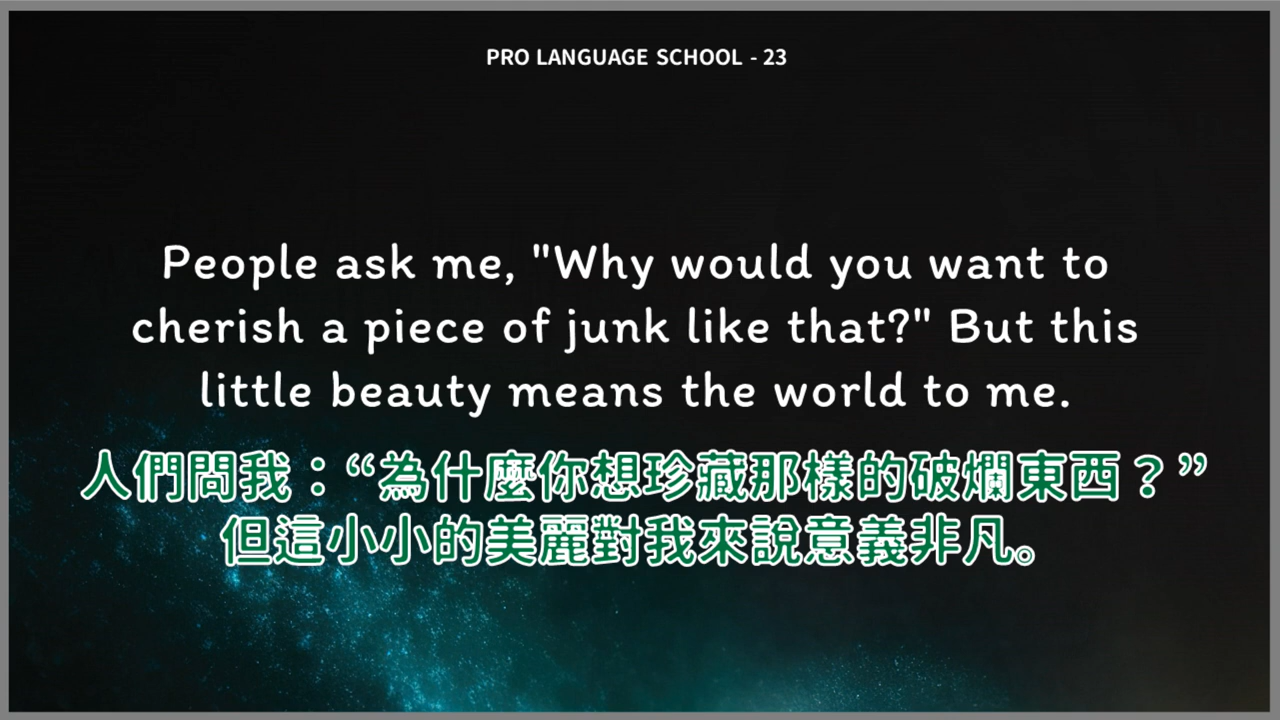 PRO LANGUAGE SCHOOL - 23
People ask me, "Why would you want to
cherish a piece of junk like that?" But this
little beauty means the world to me.
人們問我：“為什麼你想珍藏那樣的破爛東西？”
但這小小的美麗對我來說意義非凡。